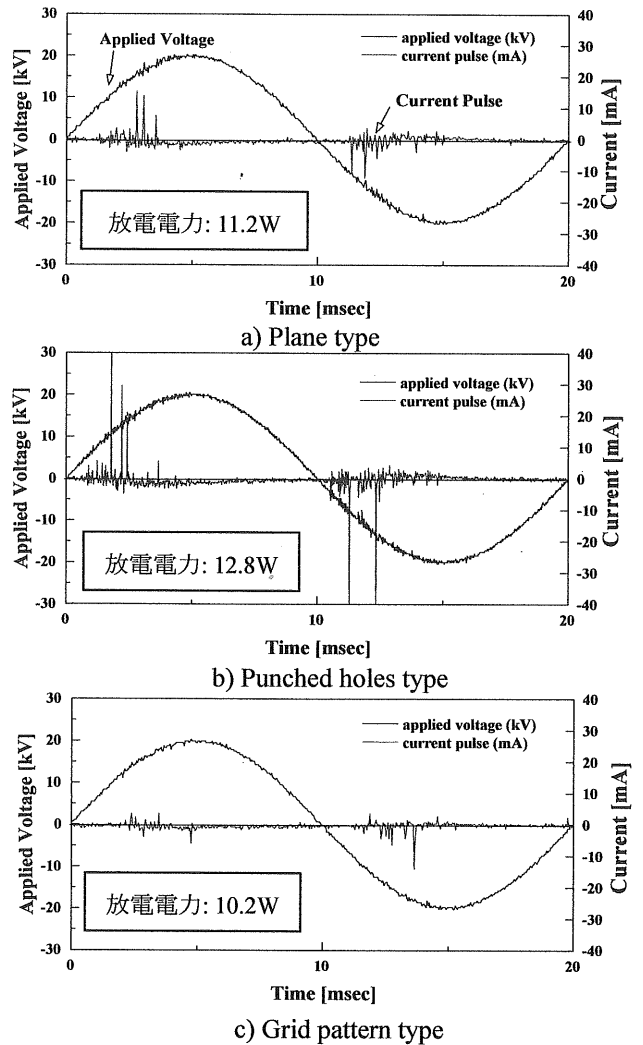 Applied Voltage
applied voltage (kV)
current pulse (mA)
Current Pulse
放電電力: 11.2W
Applied Voltage [kV]
30
20
10
0
-10
-20
-30
Current [mA]
40
30
20
10
0
-10
-20
-30
-40
0
10
20
Time [msec]
a) Plane type
applied voltage (kV)
current pulse (mA)
放電電力: 12.8W
Applied Voltage [kV]
30
20
10
0
-10
-20
-30
Current [mA]
40
30
20
10
0
-10
-20
-30
-40
0
10
20
Time [msec]
b) Punched holes type
applied voltage (kV)
current pulse (mA)
放電電力: 10.2W
Applied Voltage [kV]
30
20
10
0
-10
-20
-30
Current [mA]
40
30
20
10
0
-10
-20
-30
-40
0
10
20
Time [msec]
c) Grid pattern type